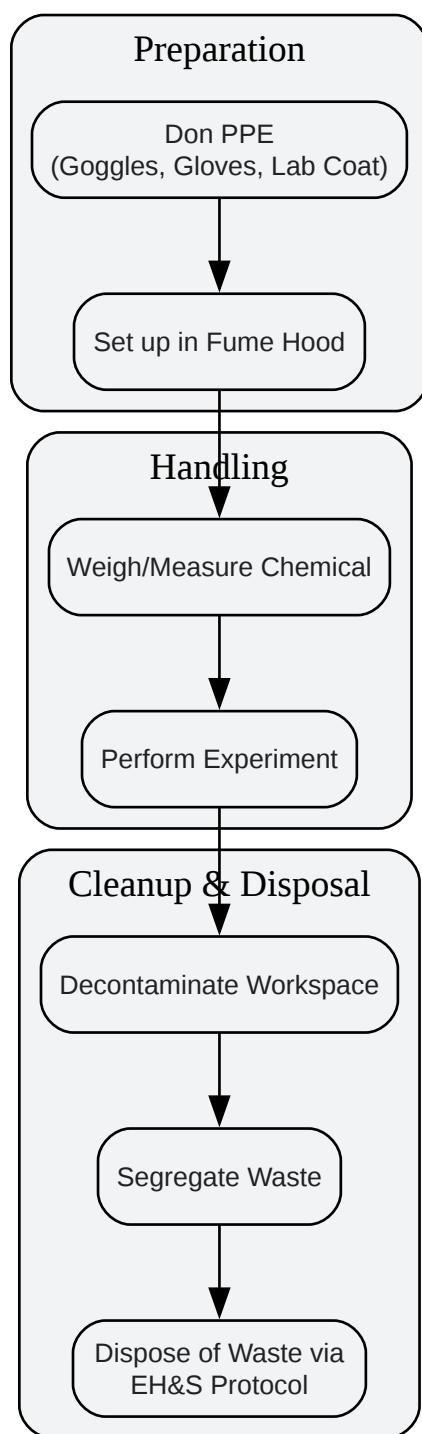 Preparation
Don PPE
(Goggles, Gloves, Lab Coat)
Set up in Fume Hood
Handling
Weigh/Measure Chemical
Perform Experiment
Cleanup & Disposal
Decontaminate Workspace
Segregate Waste
Dispose of Waste via
EH&S Protocol